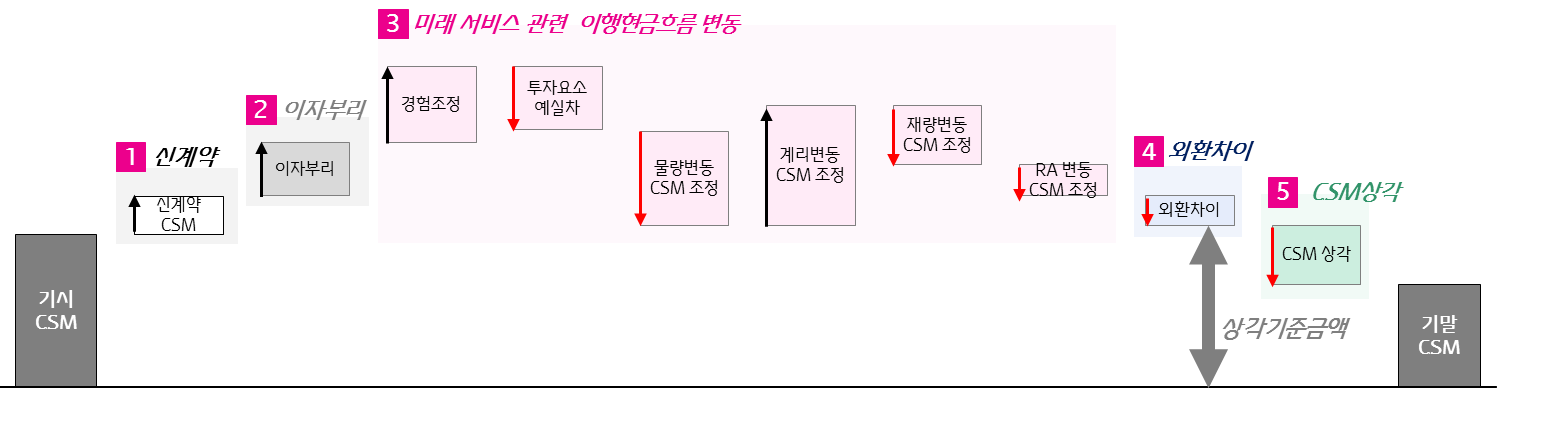 3 미래 서비스 관련 이행현금흐름 변동
경험조정
투자요소
예실차
물량변동
CSM 조정
계리변동
CSM 조정
재량변동
CSM 조정
RA 변동
CSM 조정
2 이자부리
이자부리
1 신계약
신계약
CSM
4 외환차이
외환차이
5 CSM상각
CSM 상각
상각기준금액
기시
CSM
기말
CSM